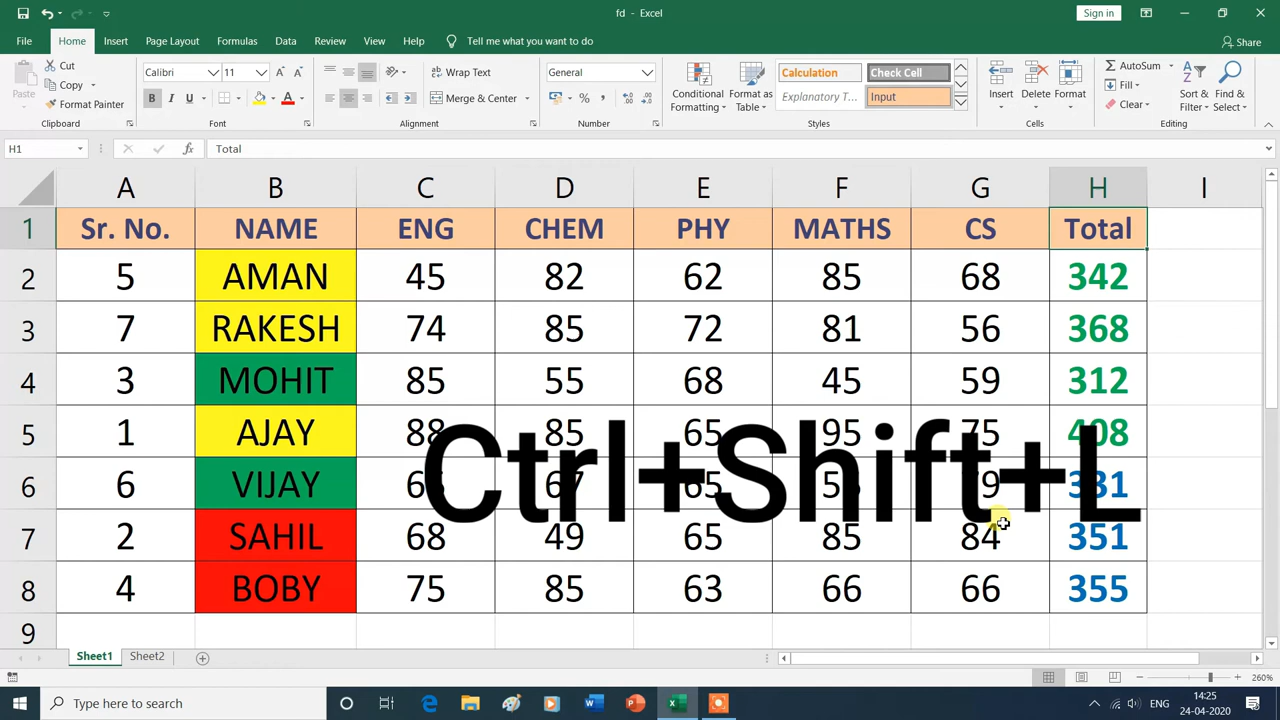 fd - Excel
Sign in
File Home Insert Page Layout Formulas Data Review View Help Tell me what you want to do Share
Paste
Cut
Copy
Format Painter
Clipboard
Calibri 11
B I U
Font
Wrap Text
Merge & Center
Alignment
General
%
Number
Conditional Formatting
Format as Table
Calculation Check Cell
Explanatory T... Input
Styles
Insert Delete Format
Cells
AutoSum
Fill
Clear
Sort & Filter
Find & Select
Editing
H1 fx Total
A B C D E F G H I
1 Sr. No. NAME ENG CHEM PHY MATHS CS Total
2 5 AMAN 45 82 62 85 68 342
3 7 RAKESH 74 85 72 81 56 368
4 3 MOHIT 85 55 68 45 59 312
5 1 AJAY 88 85 65 95 75 408
Ctrl+Shift+L
6 6 VIJAY 67 65
7 2 SAHIL 68 49 65 85 84 351
8 4 BOBY 75 85 63 66 66 355
9
Sheet1 Sheet2
260%
Type here to search
ENG
14:25
24-04-2020